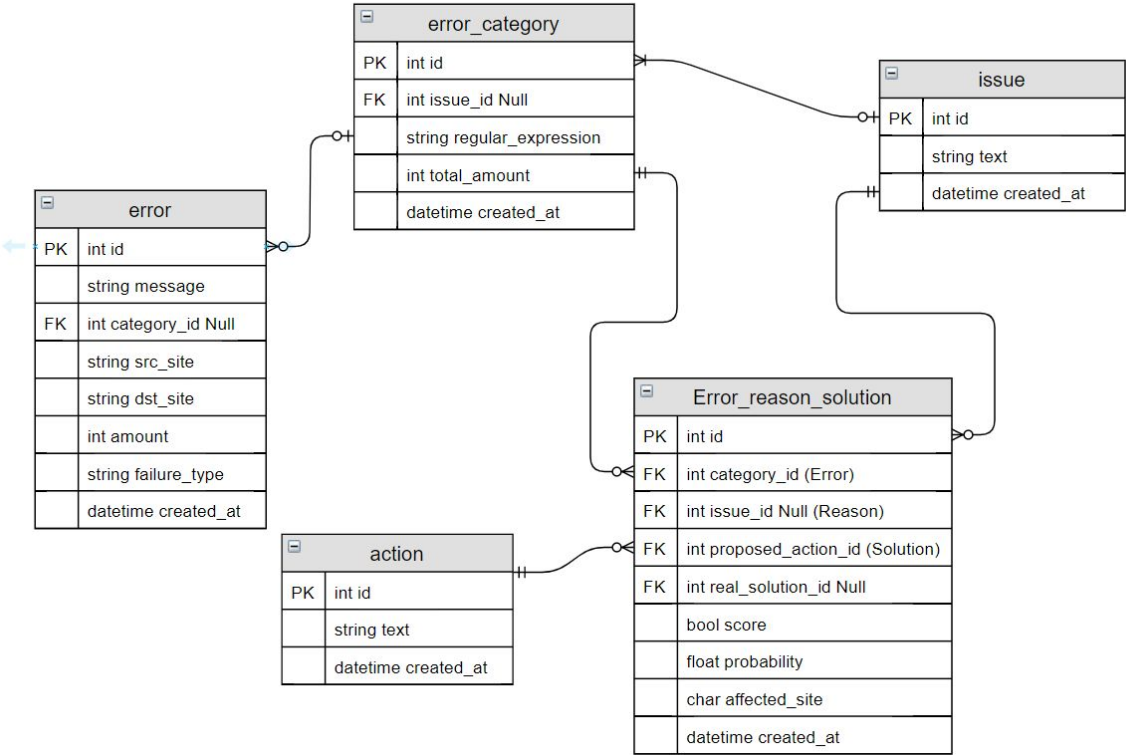 error_category
PK int id
FK int issue_id Null
string regular_expression
int total_amount
datetime created_at
issue
PK int id
string text
datetime created_at
error
PK int id
string message
FK int category_id Null
string src_site
string dst_site
int amount
string failure_type
datetime created_at
Error_reason_solution
PK int id
FK int category_id (Error)
FK int issue_id Null (Reason)
FK int proposed_action_id (Solution)
FK int real_solution_id Null
bool score
float probability
char affected_site
datetime created_at
action
PK int id
string text
datetime created_at